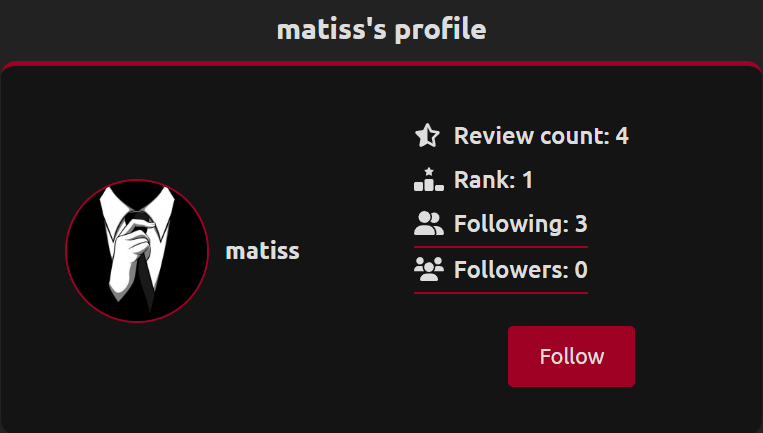 matiss's profile
matiss
Review count: 4
Rank: 1
Following: 3
Followers: 0
Follow